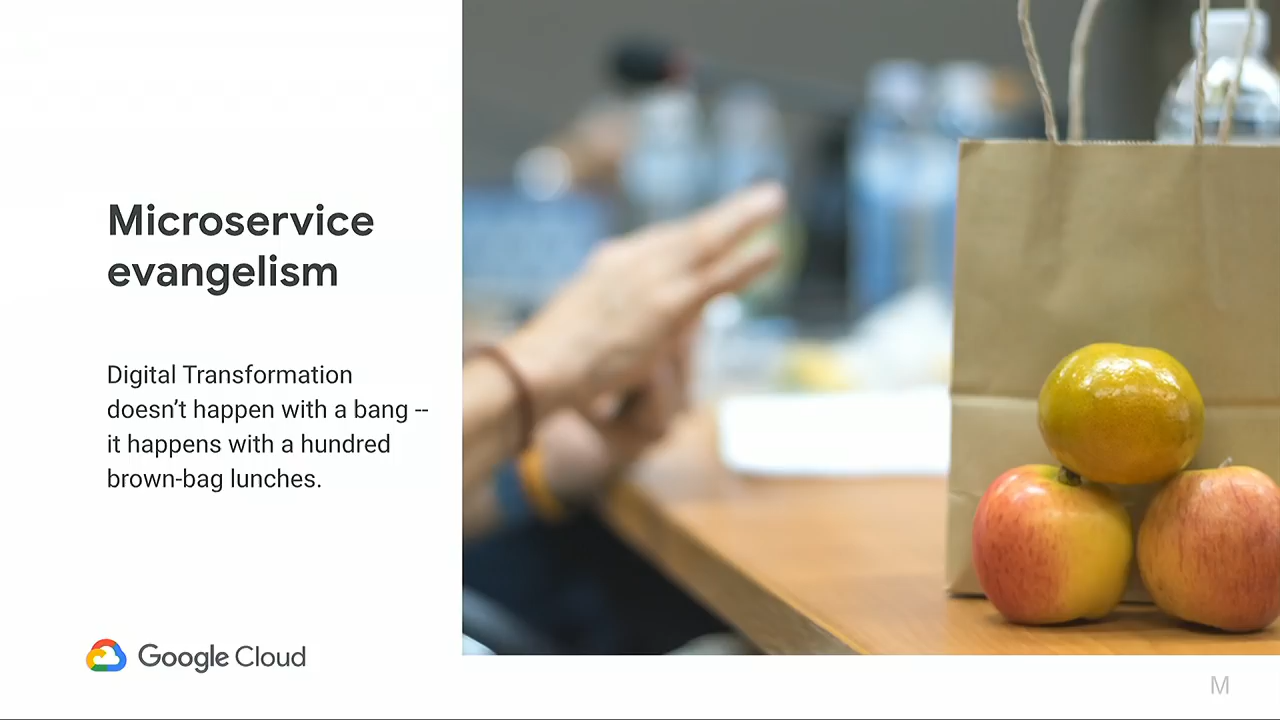 Microservice
evangelism
Digital Transformation
doesn’t happen with a bang --
it happens with a hundred
brown-bag lunches.
Google Cloud
M